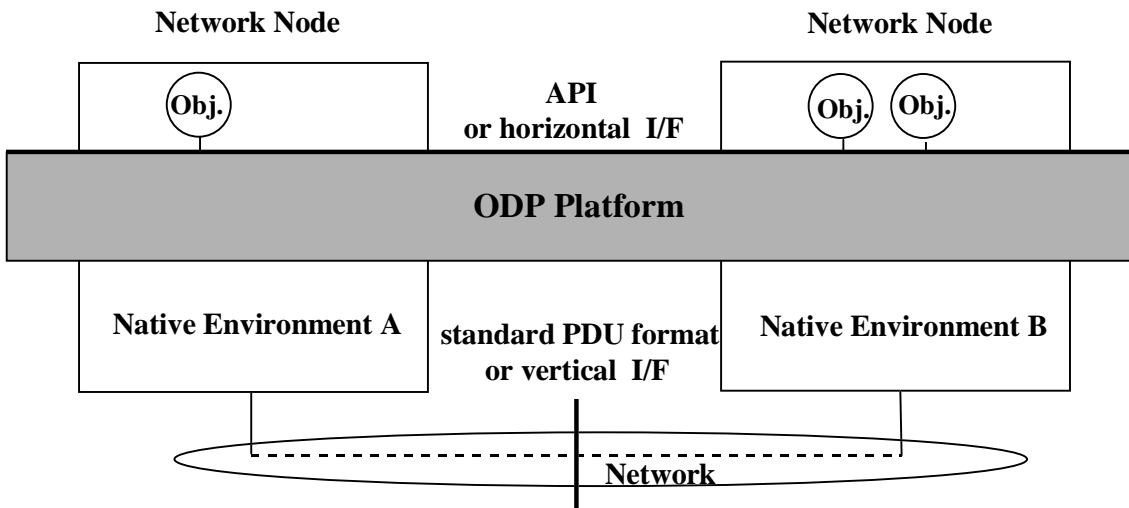 Network Node
Network Node
Obj.
API
or horizontal I/F
Obj.
Obj.
ODP Platform
Native Environment A
standard PDU format
or vertical I/F
Native Environment B
Network